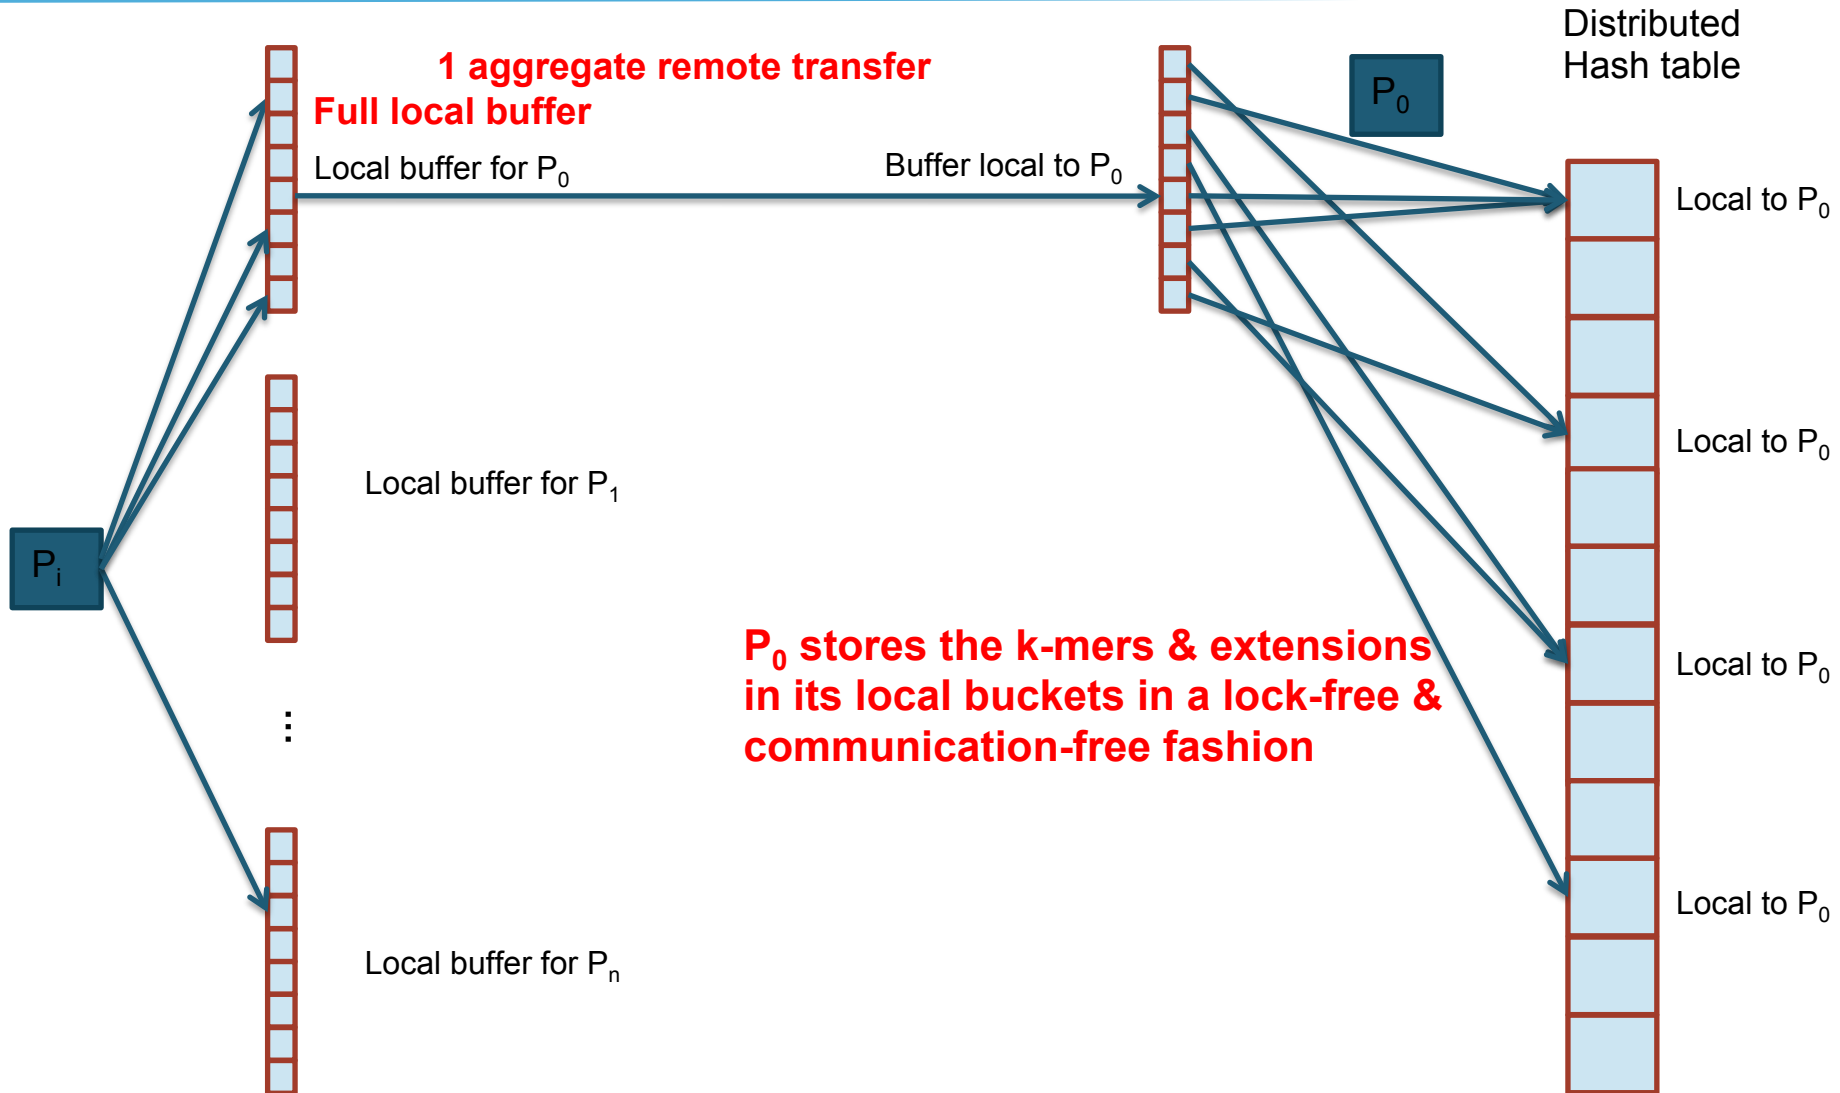 Distributed
Hash table
1 aggregate remote transfer
Full local buffer
P₀
Local buffer for P₀
Buffer local to P₀
Local to P₀
Local to P₀
Local buffer for P₁
Pᵢ
P₀ stores the k-mers & extensions
in its local buckets in a lock-free &
communication-free fashion
Local to P₀
...
Local to P₀
Local buffer for Pₙ